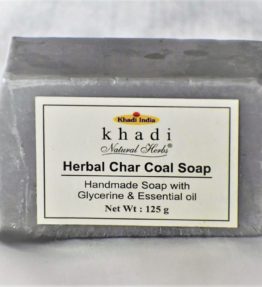 Khadi India
khadi
Natural Herbs®
Herbal Char Coal Soap
Handmade Soap with
Glycerine & Essential oil
Net Wt : 125 g